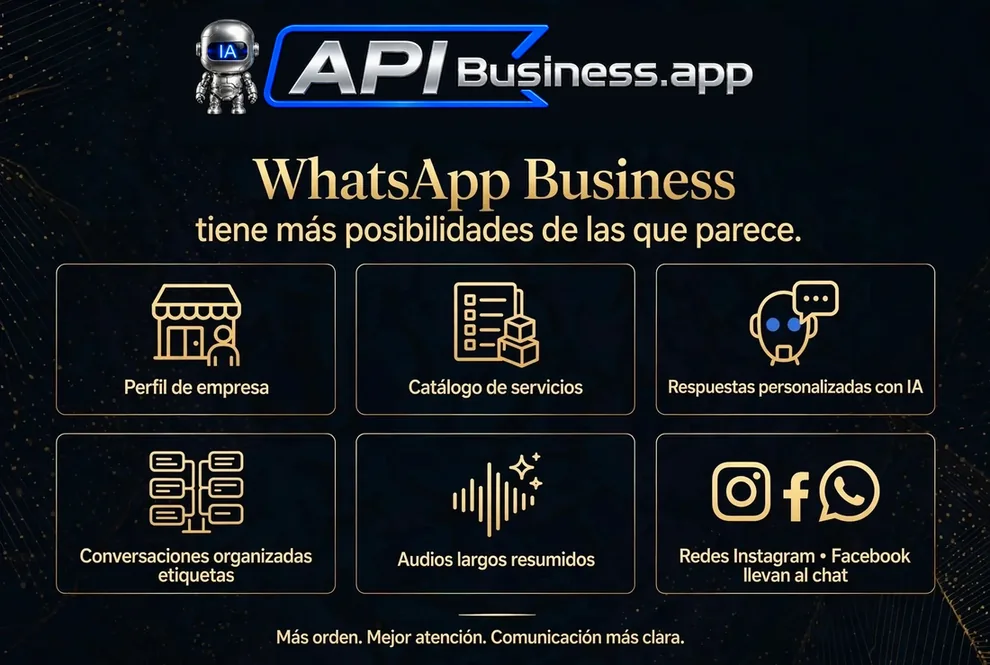 IA
API Business.app
WhatsApp Business
tiene más posibilidades de las que parece.
Perfil de empresa
Catálogo de servicios
Respuestas personalizadas con IA
Conversaciones organizadas
etiquetas
Audios largos resumidos
Redes Instagram • Facebook
llevan al chat
Más orden. Mejor atención. Comunicación más clara.